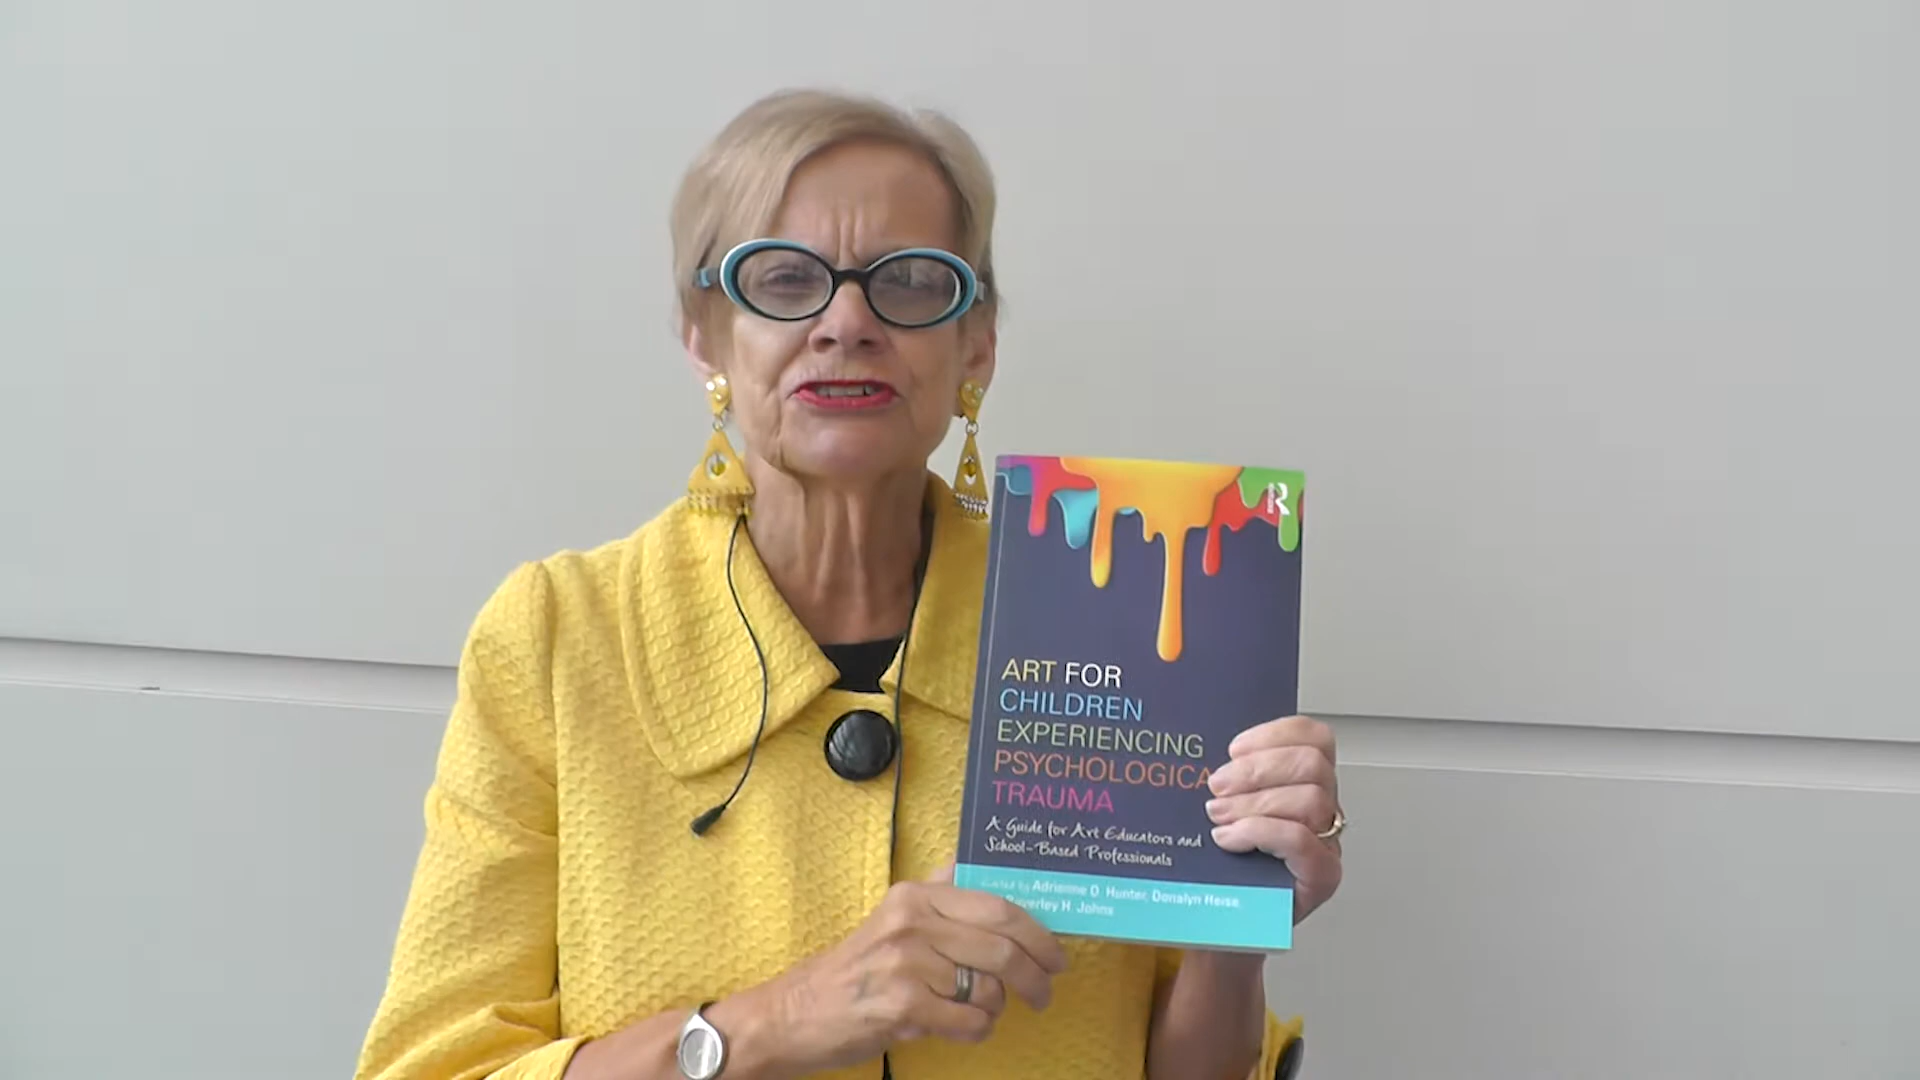 ART FOR
CHILDREN
EXPERIENCING
PSYCHOLOGICA
TRAUMA
A Guide for Art Educators and
School-Based Professionals
Adrienne D. Hunter, Donalyn Heise,
Beverley H. Johns